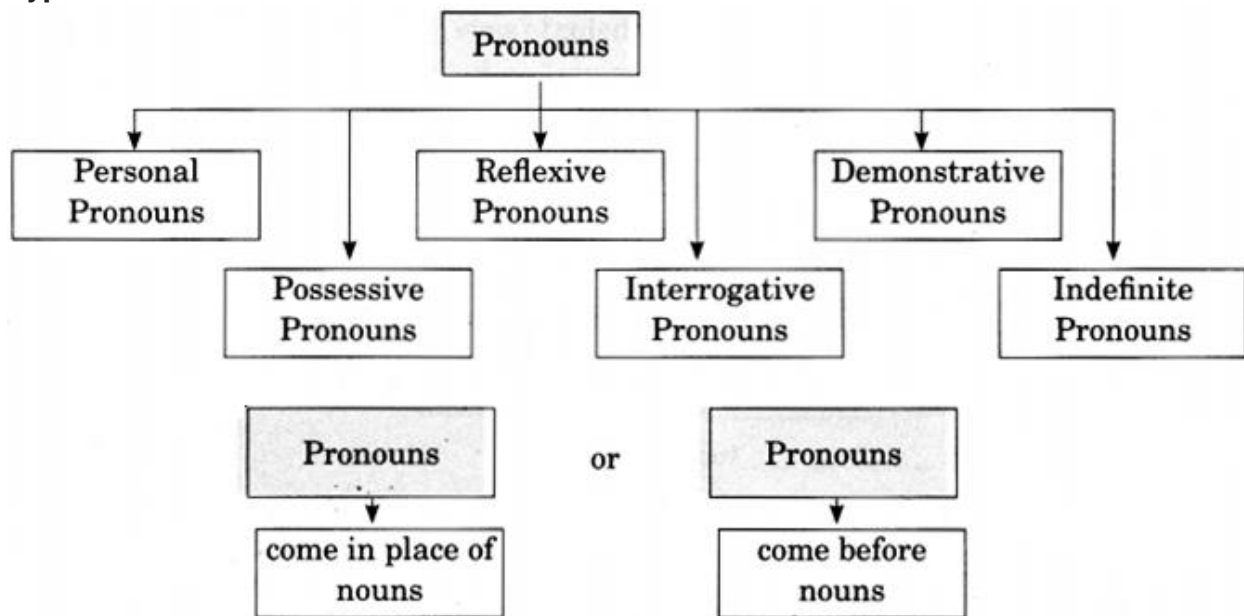 Pronouns
Personal
Pronouns
Reflexive
Pronouns
Demonstrative
Pronouns
Possessive
Pronouns
Interrogative
Pronouns
Indefinite
Pronouns
Pronouns
or
Pronouns
come in place of
nouns
come before
nouns